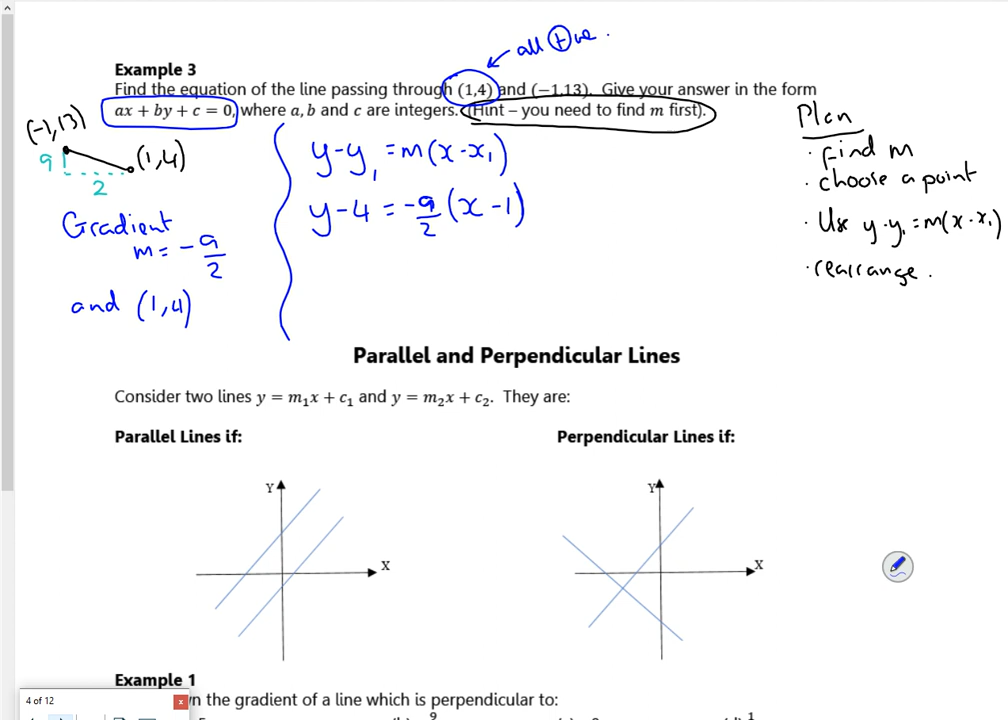 all +ve.
Example 3
Find the equation of the line passing through (1,4) and (−1,13). Give your answer in the form
ax + by + c = 0, where a, b and c are integers. (Hint – you need to find m first).
Plan
· find m
· choose a point
· Use y-y₁=m(x-x₁)
· rearrange.
(-1,13)
(1,4)
9
2
Gradient
m = -9/2
and (1,4)
y-y₁ = m(x-x₁)
y-4 = -9/2(x-1)
Parallel and Perpendicular Lines
Consider two lines y = m₁x + c₁ and y = m₂x + c₂. They are:
Parallel Lines if:
Perpendicular Lines if:
Y
X
Y
X
Example 1
n the gradient of a line which is perpendicular to:
4 of 12
x